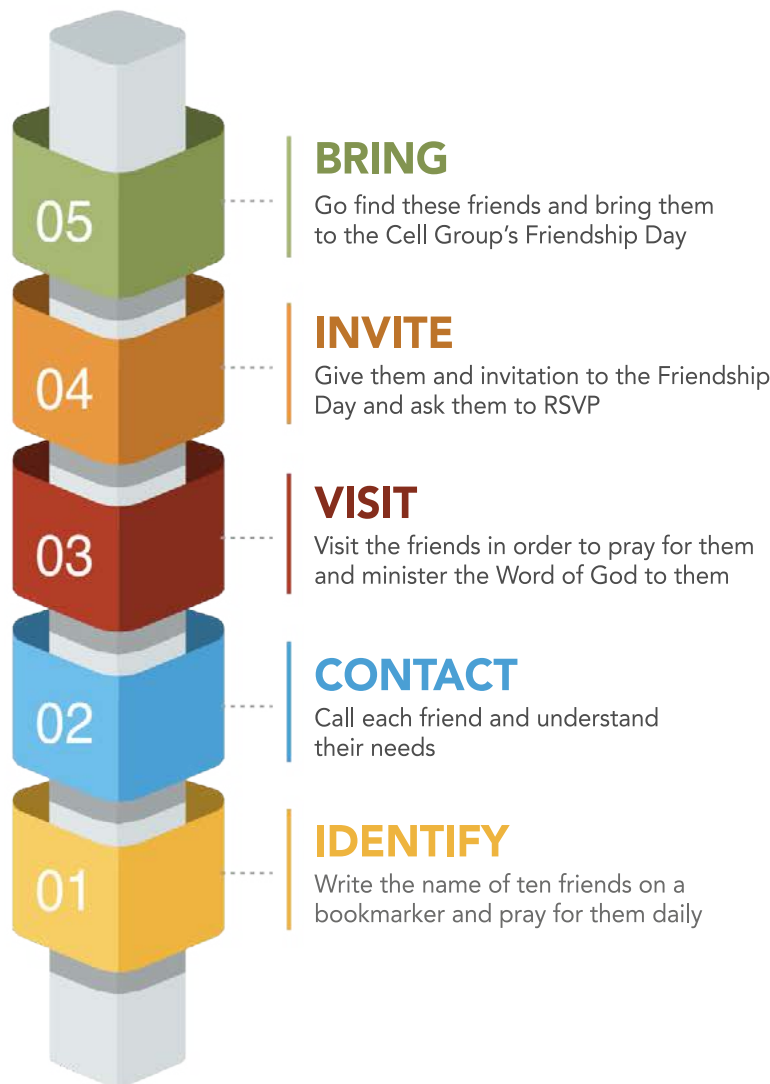 05
BRING
Go find these friends and bring them
to the Cell Group’s Friendship Day
04
INVITE
Give them and invitation to the Friendship
Day and ask them to RSVP
03
VISIT
Visit the friends in order to pray for them
and minister the Word of God to them
02
CONTACT
Call each friend and understand
their needs
01
IDENTIFY
Write the name of ten friends on a
bookmarker and pray for them daily